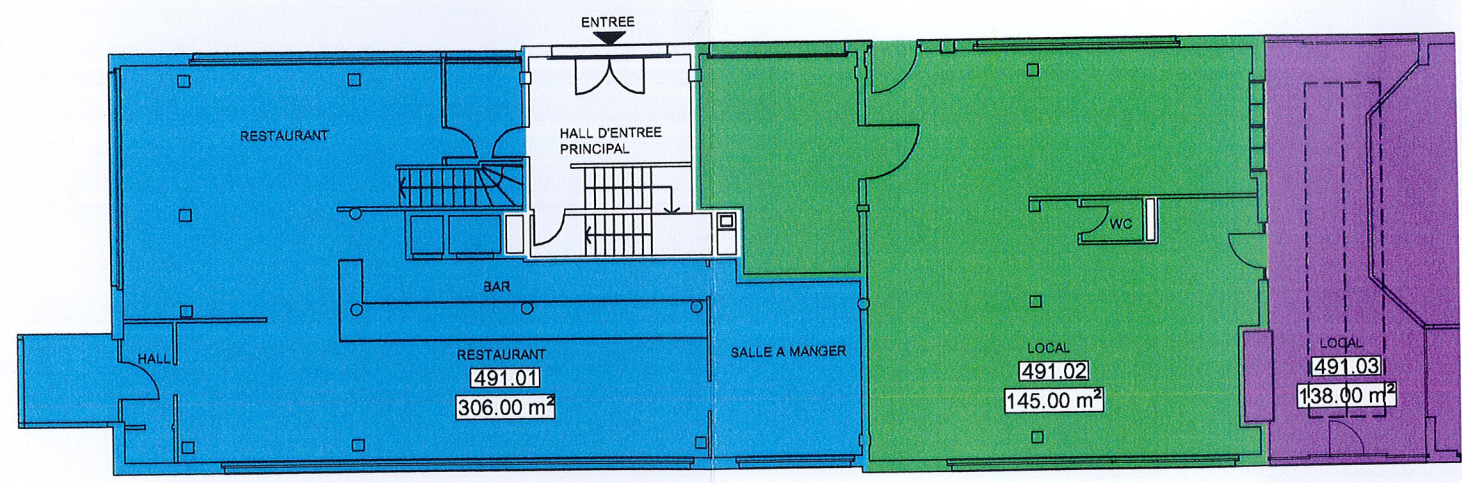 ENTREE
RESTAURANT
HALL D'ENTREE
PRINCIPAL
WC
BAR
HALL
RESTAURANT
491.01
306.00 m²
SALLE A MANGER
LOCAL
491.02
145.00 m²
LOCAL
491.03
138.00 m²